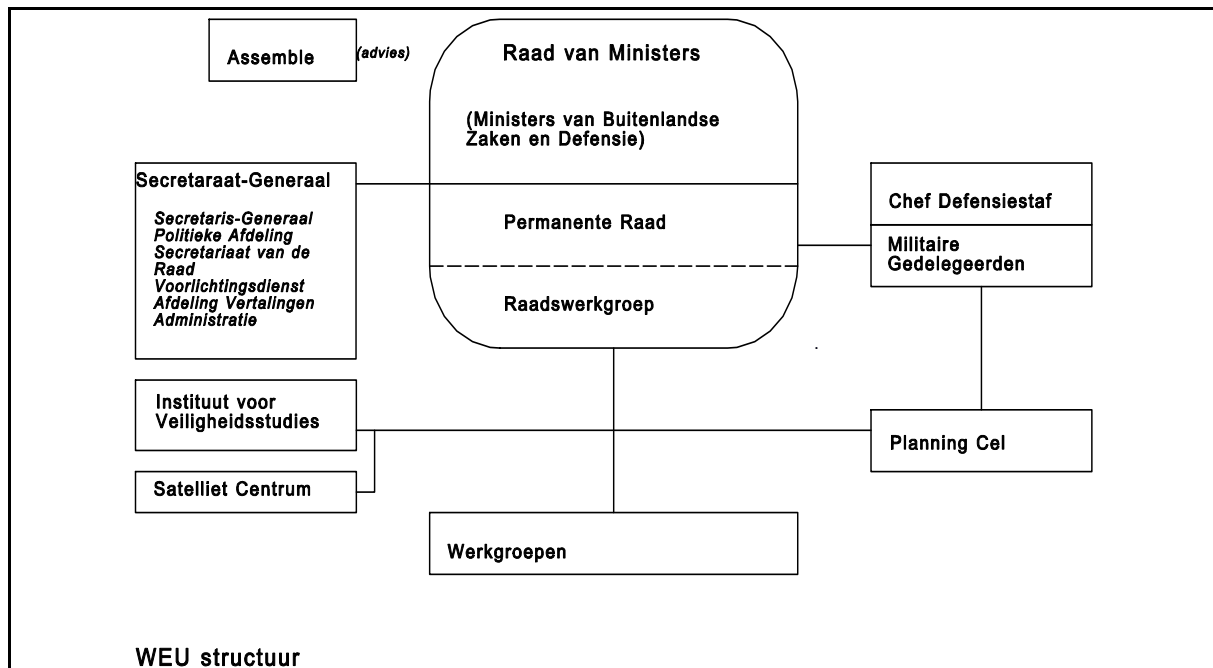 Assemble
(advies)
Raad van Ministers
(Ministers van Buitenlandse
Zaken en Defensie)
Secretaraat-Generaal
Secretaris-Generaal
Politieke Afdeling
Secretariaat van de
Raad
Voorlichtingsdienst
Afdeling Vertalingen
Administratie
Permanente Raad
Raadswerkgroep
Chef Defensiestaf
Militaire
Gedelegeerden
Instituut voor
Veiligheidsstudies
Satelliet Centrum
Planning Cel
Werkgroepen
WEU structuur